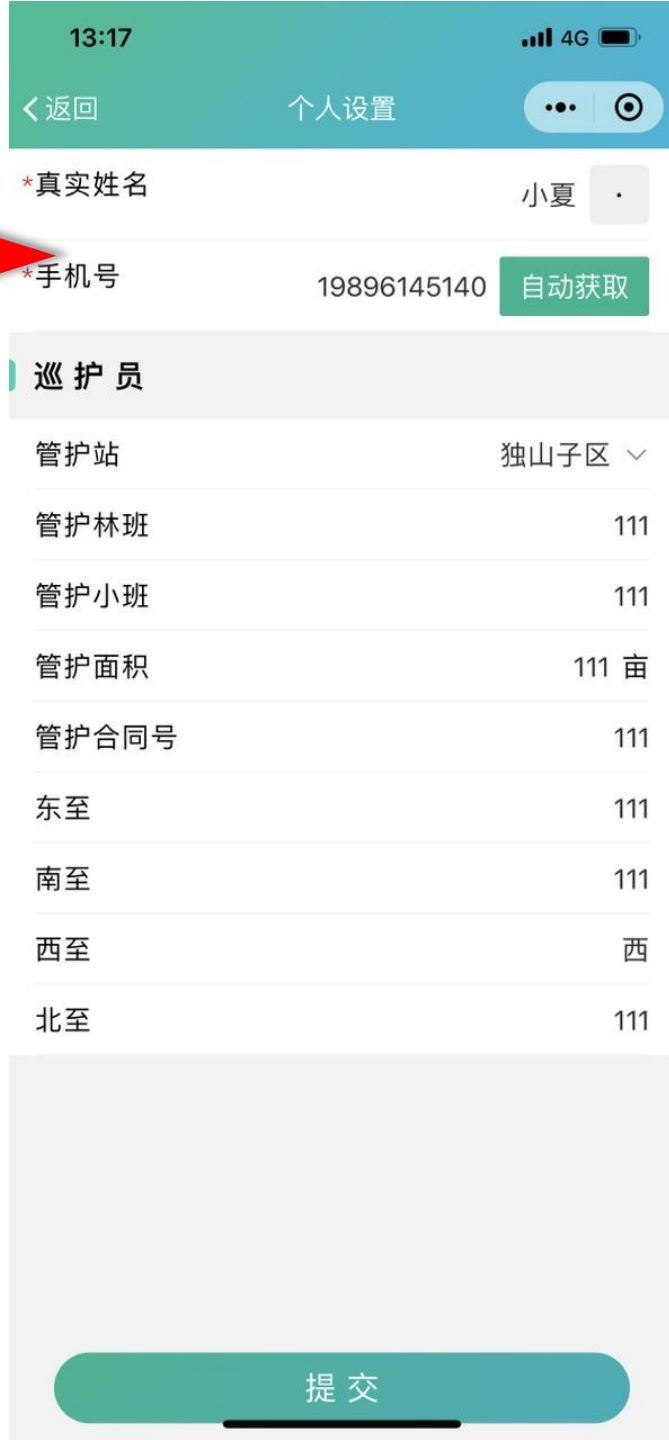 13:17 4G
返回 个人设置
*真实姓名 小夏 ·
*手机号 19896145140 自动获取
巡护员
管护站 独山子区
管护林班 111
管护小班 111
管护面积 111 亩
管护合同号 111
东至 111
南至 111
西至 西
北至 111
提交